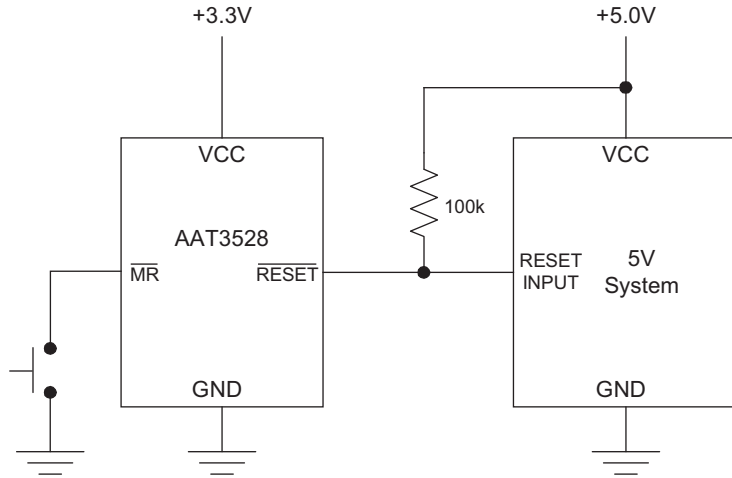 +3.3V
+5.0V
VCC
VCC
100k
AAT3528
MR
RESET
RESET
INPUT
5V
System
GND
GND